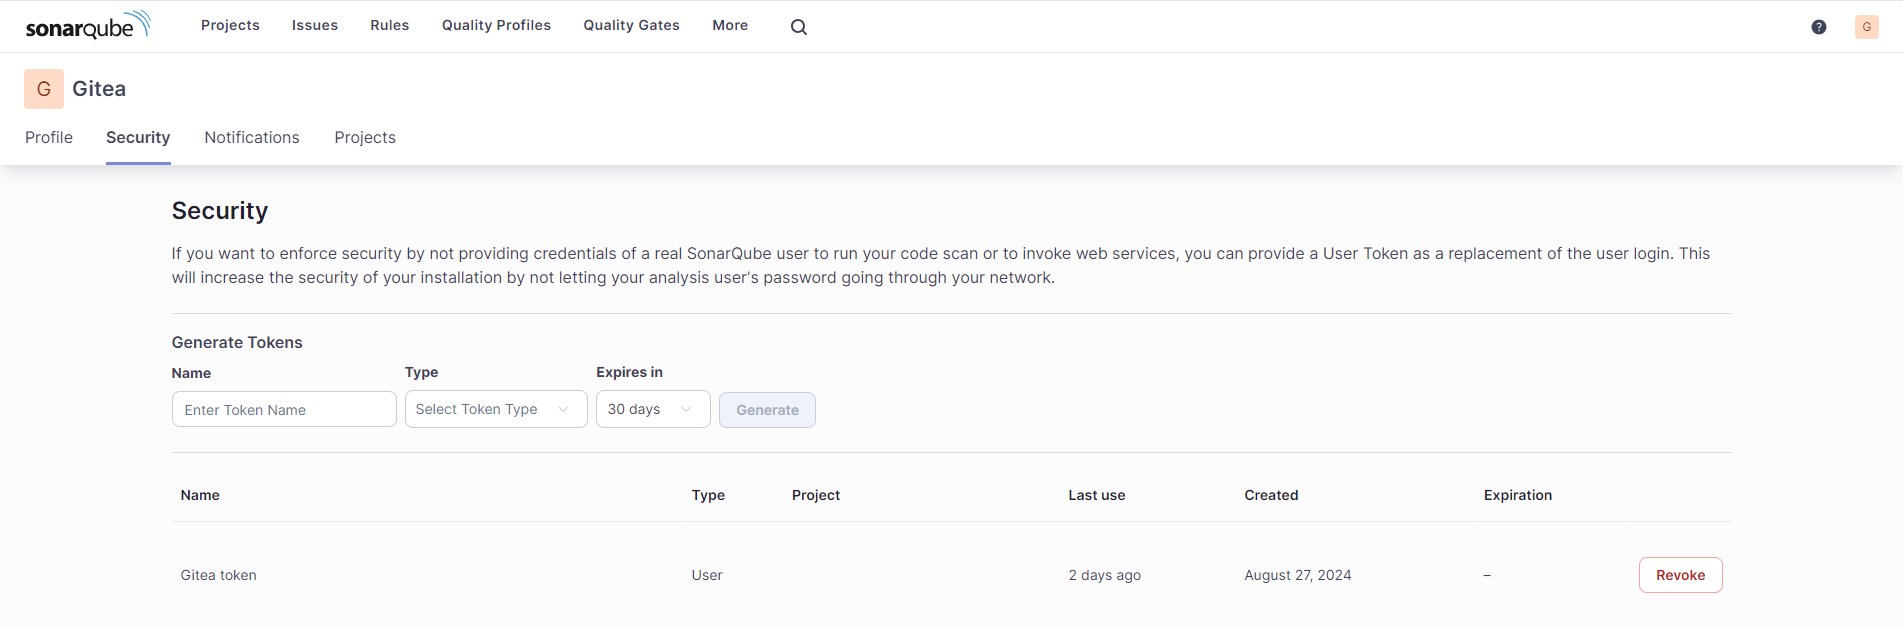 sonarqube Projects Issues Rules Quality Profiles Quality Gates More ? G
G Gitea
Profile Security Notifications Projects
Security
If you want to enforce security by not providing credentials of a real SonarQube user to run your code scan or to invoke web services, you can provide a User Token as a replacement of the user login. This
will increase the security of your installation by not letting your analysis user's password going through your network.
Generate Tokens
Name Type Expires in
Enter Token Name Select Token Type 30 days Generate
Name Type Project Last use Created Expiration
Gitea token User 2 days ago August 27, 2024 – Revoke